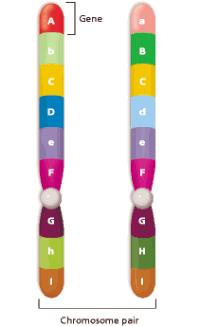 A Gene a
b B
C C
D d
e e
F F
G G
h H
I I
Chromosome pair